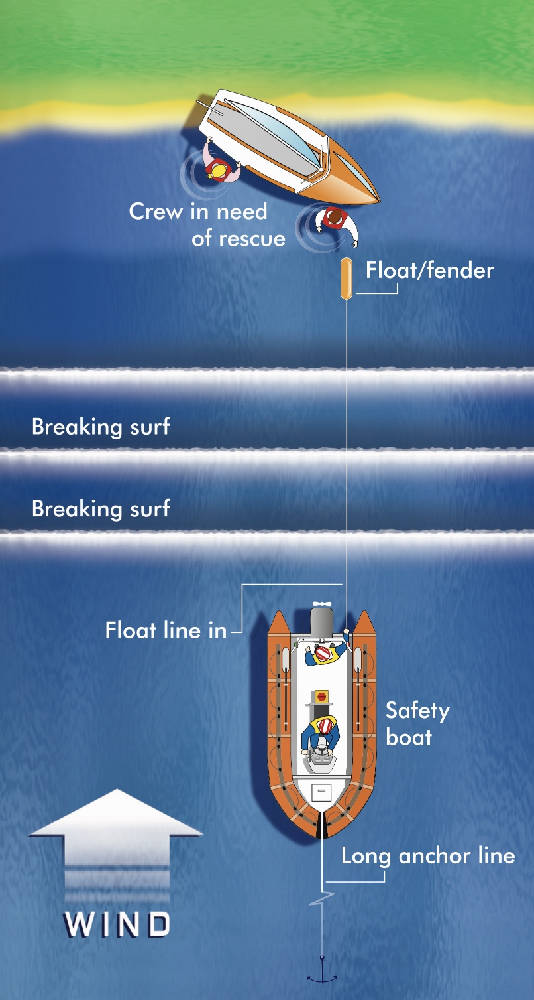 Crew in need
of rescue
Float/fender
Breaking surf
Breaking surf
Float line in
Safety
boat
Long anchor line
WIND